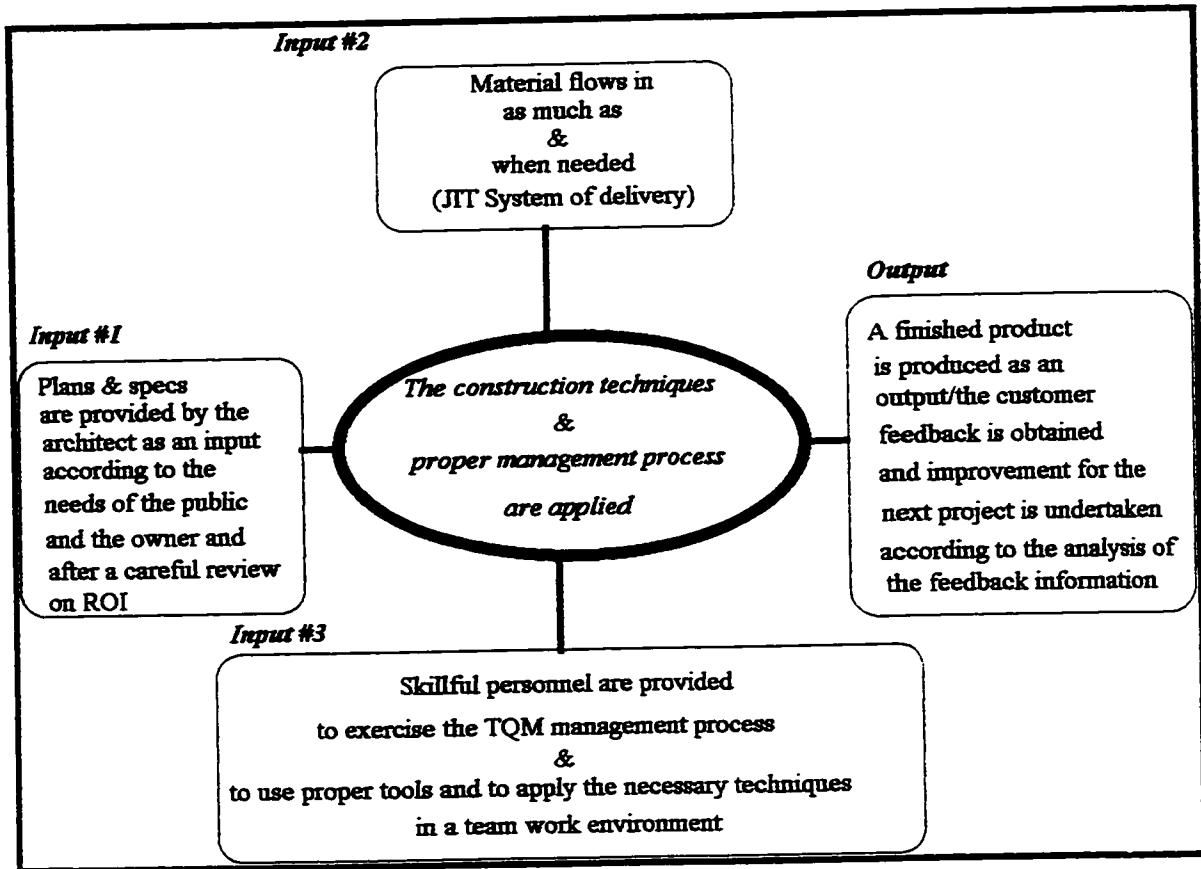 Input #2
Material flows in
as much as
&
when needed
(JIT System of delivery)
Input #1
Plans & specs
are provided by the
architect as an input
according to the
needs of the public
and the owner and
after a careful review
on ROI
The construction techniques
&
proper management process
are applied
Output
A finished product
is produced as an
output/the customer
feedback is obtained
and improvement for the
next project is undertaken
according to the analysis of
the feedback information
Input #3
Skillful personnel are provided
to exercise the TQM management process
&
to use proper tools and to apply the necessary techniques
in a team work environment